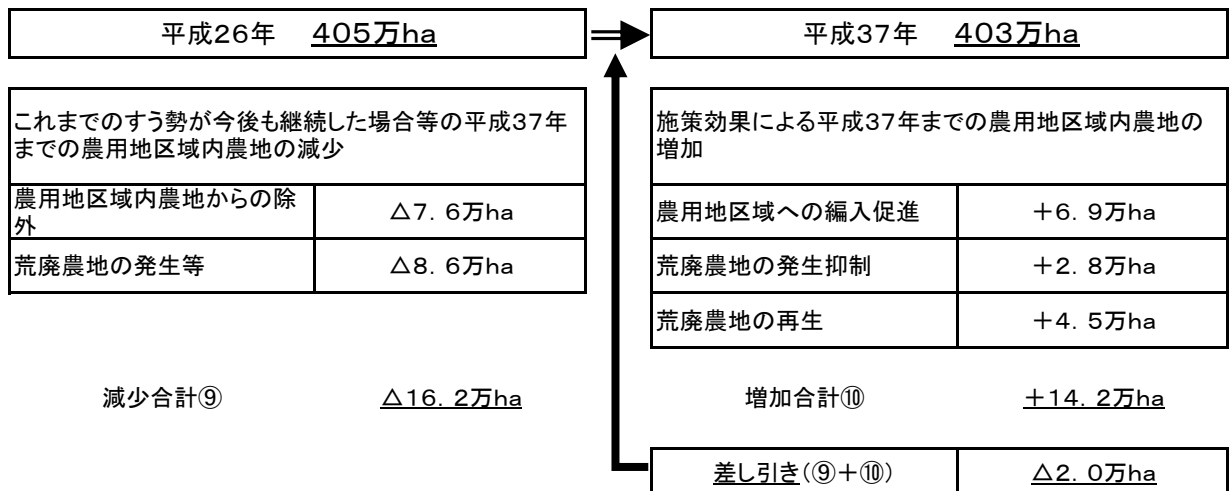 平成26年 405万ha
平成37年 403万ha
これまでのすう勢が今後も継続した場合等の平成37年
までの農用地区域内農地の減少
農用地区域内農地からの除
外
△7.6万ha
荒廃農地の発生等
△8.6万ha
減少合計⑨
△16.2万ha
施策効果による平成37年までの農用地区域内農地の
増加
農用地区域への編入促進
+6.9万ha
荒廃農地の発生抑制
+2.8万ha
荒廃農地の再生
+4.5万ha
増加合計⑩
+14.2万ha
差し引き(⑨+⑩)
△2.0万ha